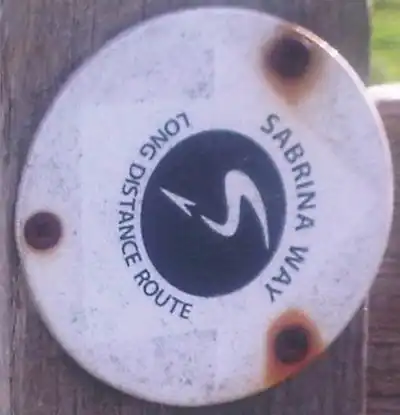 SABRINA WAY
LONG DISTANCE ROUTE